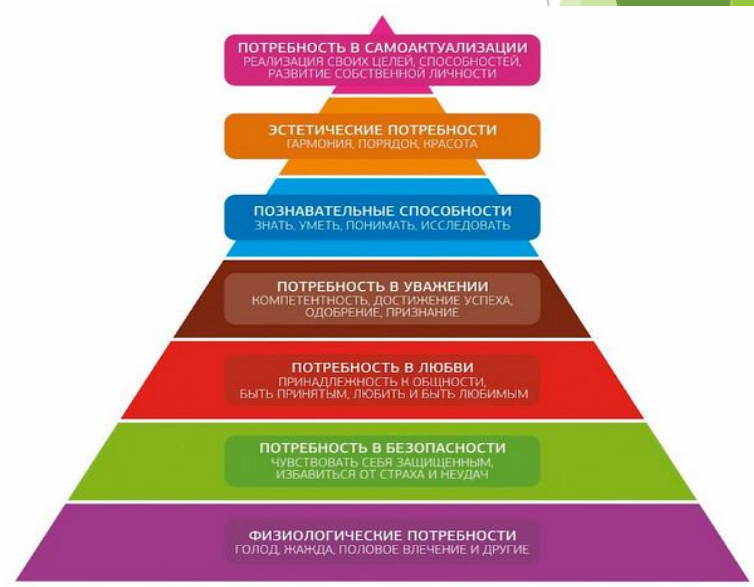 ПОТРЕБНОСТЬ В САМОАКТУАЛИЗАЦИИ
РЕАЛИЗАЦИЯ СВОИХ ЦЕЛЕЙ, СПОСОБНОСТЕЙ,
РАЗВИТИЕ СОБСТВЕННОЙ ЛИЧНОСТИ
ЭСТЕТИЧЕСКИЕ ПОТРЕБНОСТИ
ГАРМОНИЯ, ПОРЯДОК, КРАСОТА
ПОЗНАВАТЕЛЬНЫЕ СПОСОБНОСТИ
ЗНАТЬ, УМЕТЬ, ПОНИМАТЬ, ИССЛЕДОВАТЬ
ПОТРЕБНОСТЬ В УВАЖЕНИИ
КОМПЕТЕНТНОСТЬ, ДОСТИЖЕНИЕ УСПЕХА,
ОДОБРЕНИЕ, ПРИЗНАНИЕ
ПОТРЕБНОСТЬ В ЛЮБВИ
ПРИНАДЛЕЖНОСТЬ К ОБЩНОСТИ,
БЫТЬ ПРИНЯТЫМ, ЛЮБИТЬ И БЫТЬ ЛЮБИМЫМ
ПОТРЕБНОСТЬ В БЕЗОПАСНОСТИ
ЧУВСТВОВАТЬ СЕБЯ ЗАЩИЩЕННЫМ,
ИЗБАВИТЬСЯ ОТ СТРАХА И НЕУДАЧ
ФИЗИОЛОГИЧЕСКИЕ ПОТРЕБНОСТИ
ГОЛОД, ЖАЖДА, ПОЛОВОЕ ВЛЕЧЕНИЕ И ДРУГИЕ